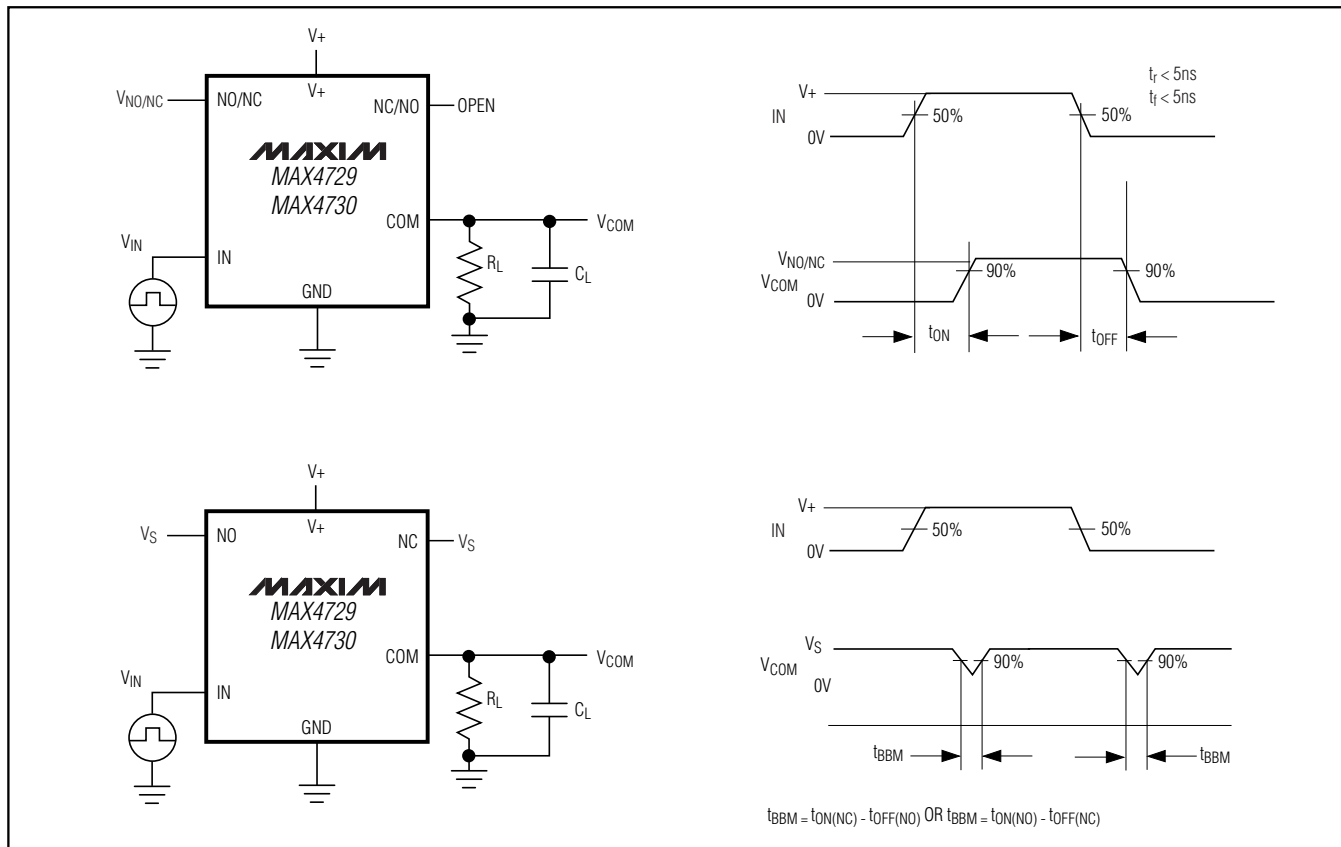 V+
V+
VNO/NC
NO/NC
NC/NO
OPEN
MAXIM
MAX4729
MAX4730
COM
VCOM
VIN
IN
RL
CL
GND
tr < 5ns
tf < 5ns
V+
IN
50%
50%
0V
VNO/NC
VCOM
90%
90%
0V
tON
tOFF
V+
V+
VS
NO
NC
VS
MAXIM
MAX4729
MAX4730
COM
VCOM
VIN
IN
RL
CL
GND
V+
IN
50%
50%
0V
VS
VCOM
90%
90%
0V
tBBM
tBBM
tBBM = tON(NC) - tOFF(NO) OR tBBM = tON(NO) - tOFF(NC)